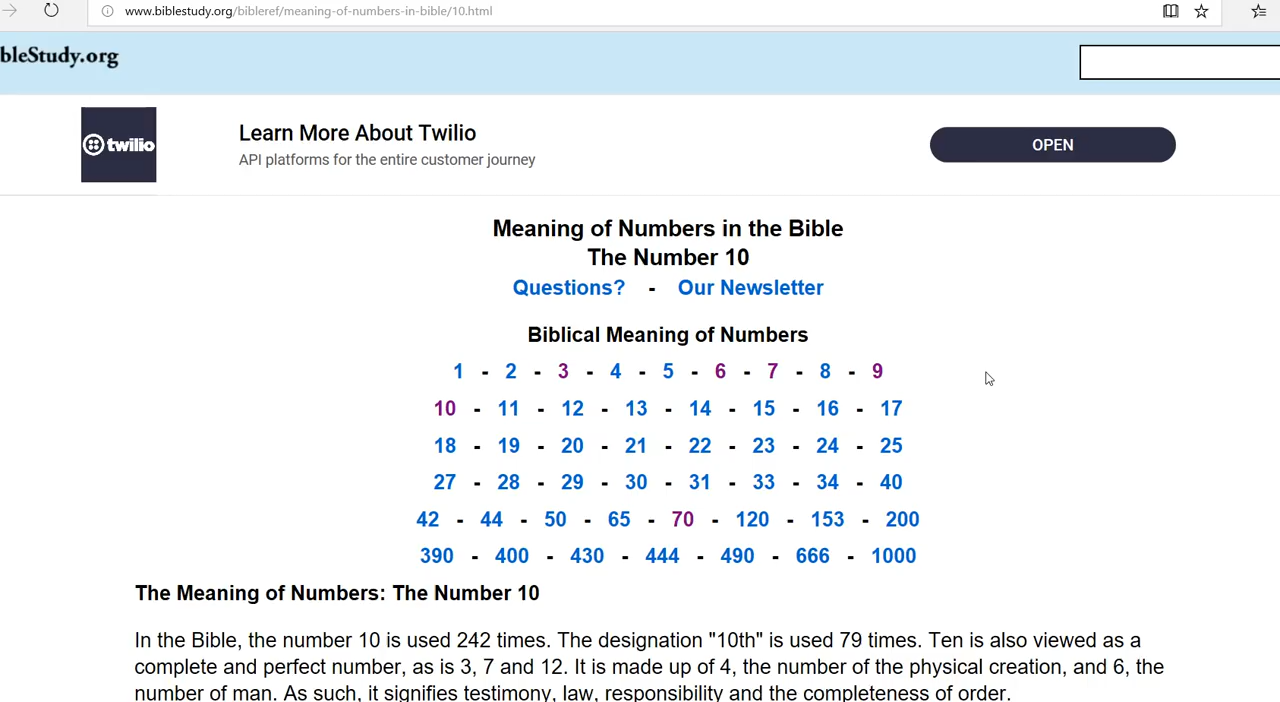 www.biblestudy.org/bibleref/meaning-of-numbers-in-bible/10.html
bleStudy.org
twilio
Learn More About Twilio
API platforms for the entire customer journey
OPEN
Meaning of Numbers in the Bible
The Number 10
Questions? - Our Newsletter
Biblical Meaning of Numbers
1 - 2 - 3 - 4 - 5 - 6 - 7 - 8 - 9
10 - 11 - 12 - 13 - 14 - 15 - 16 - 17
18 - 19 - 20 - 21 - 22 - 23 - 24 - 25
27 - 28 - 29 - 30 - 31 - 33 - 34 - 40
42 - 44 - 50 - 65 - 70 - 120 - 153 - 200
390 - 400 - 430 - 444 - 490 - 666 - 1000
The Meaning of Numbers: The Number 10
In the Bible, the number 10 is used 242 times. The designation "10th" is used 79 times. Ten is also viewed as a
complete and perfect number, as is 3, 7 and 12. It is made up of 4, the number of the physical creation, and 6, the
number of man. As such, it signifies testimony, law, responsibility and the completeness of order.